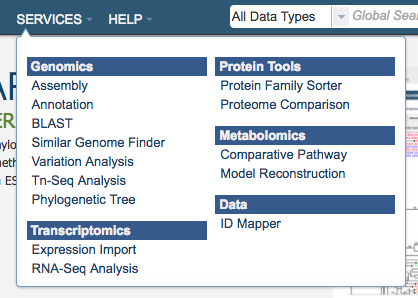 SERVICES HELP All Data Types Global Sea
Genomics
Assembly
Annotation
BLAST
Similar Genome Finder
Variation Analysis
Tn-Seq Analysis
Phylogenetic Tree
Transcriptomics
Expression Import
RNA-Seq Analysis
Protein Tools
Protein Family Sorter
Proteome Comparison
Metabolomics
Comparative Pathway
Model Reconstruction
Data
ID Mapper